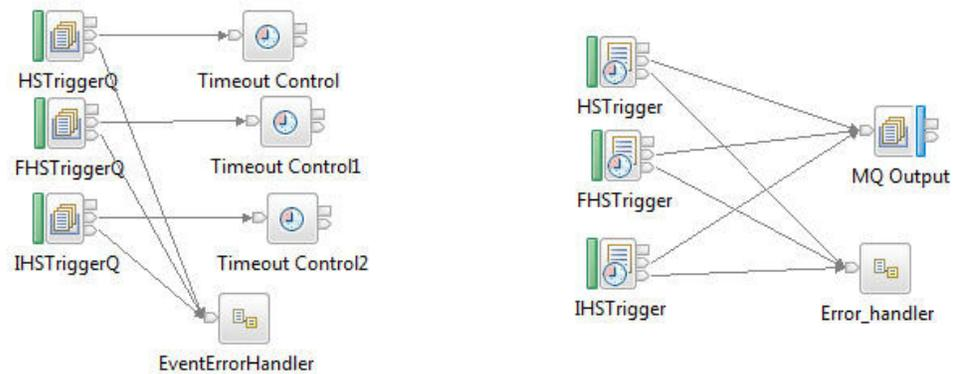 HSTriggerQ
Timeout Control
FHSTriggerQ
Timeout Control1
IHSTriggerQ
Timeout Control2
EventErrorHandler
HSTrigger
FHSTrigger
MQ Output
IHSTrigger
Error_handler